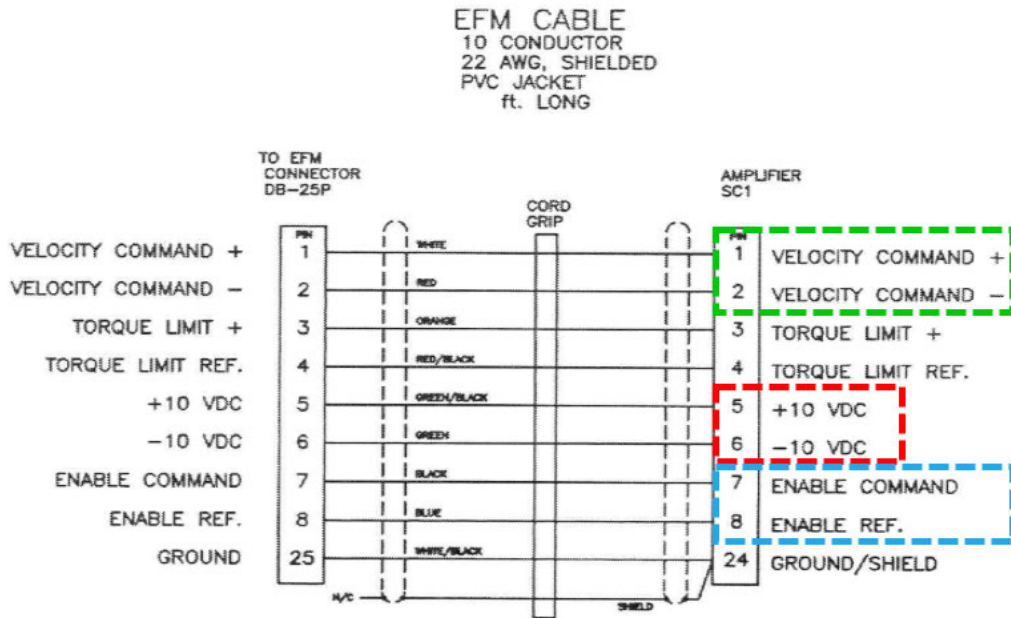 EFM CABLE
10 CONDUCTOR
22 AWG, SHIELDED
PVC JACKET
ft. LONG
TO EFM
CONNECTOR
DB-25P
CORD
GRIP
AMPLIFIER
SC1
PIN
PIN
VELOCITY COMMAND + 1 WHITE 1 VELOCITY COMMAND +
VELOCITY COMMAND - 2 RED 2 VELOCITY COMMAND -
TORQUE LIMIT + 3 ORANGE 3 TORQUE LIMIT +
TORQUE LIMIT REF. 4 RED/BLACK 4 TORQUE LIMIT REF.
+10 VDC 5 GREEN/BLACK 5 +10 VDC
-10 VDC 6 GREEN 6 -10 VDC
ENABLE COMMAND 7 BLACK 7 ENABLE COMMAND
ENABLE REF. 8 BLUE 8 ENABLE REF.
GROUND 25 WHITE/BLACK 24 GROUND/SHIELD
N/C SHIELD